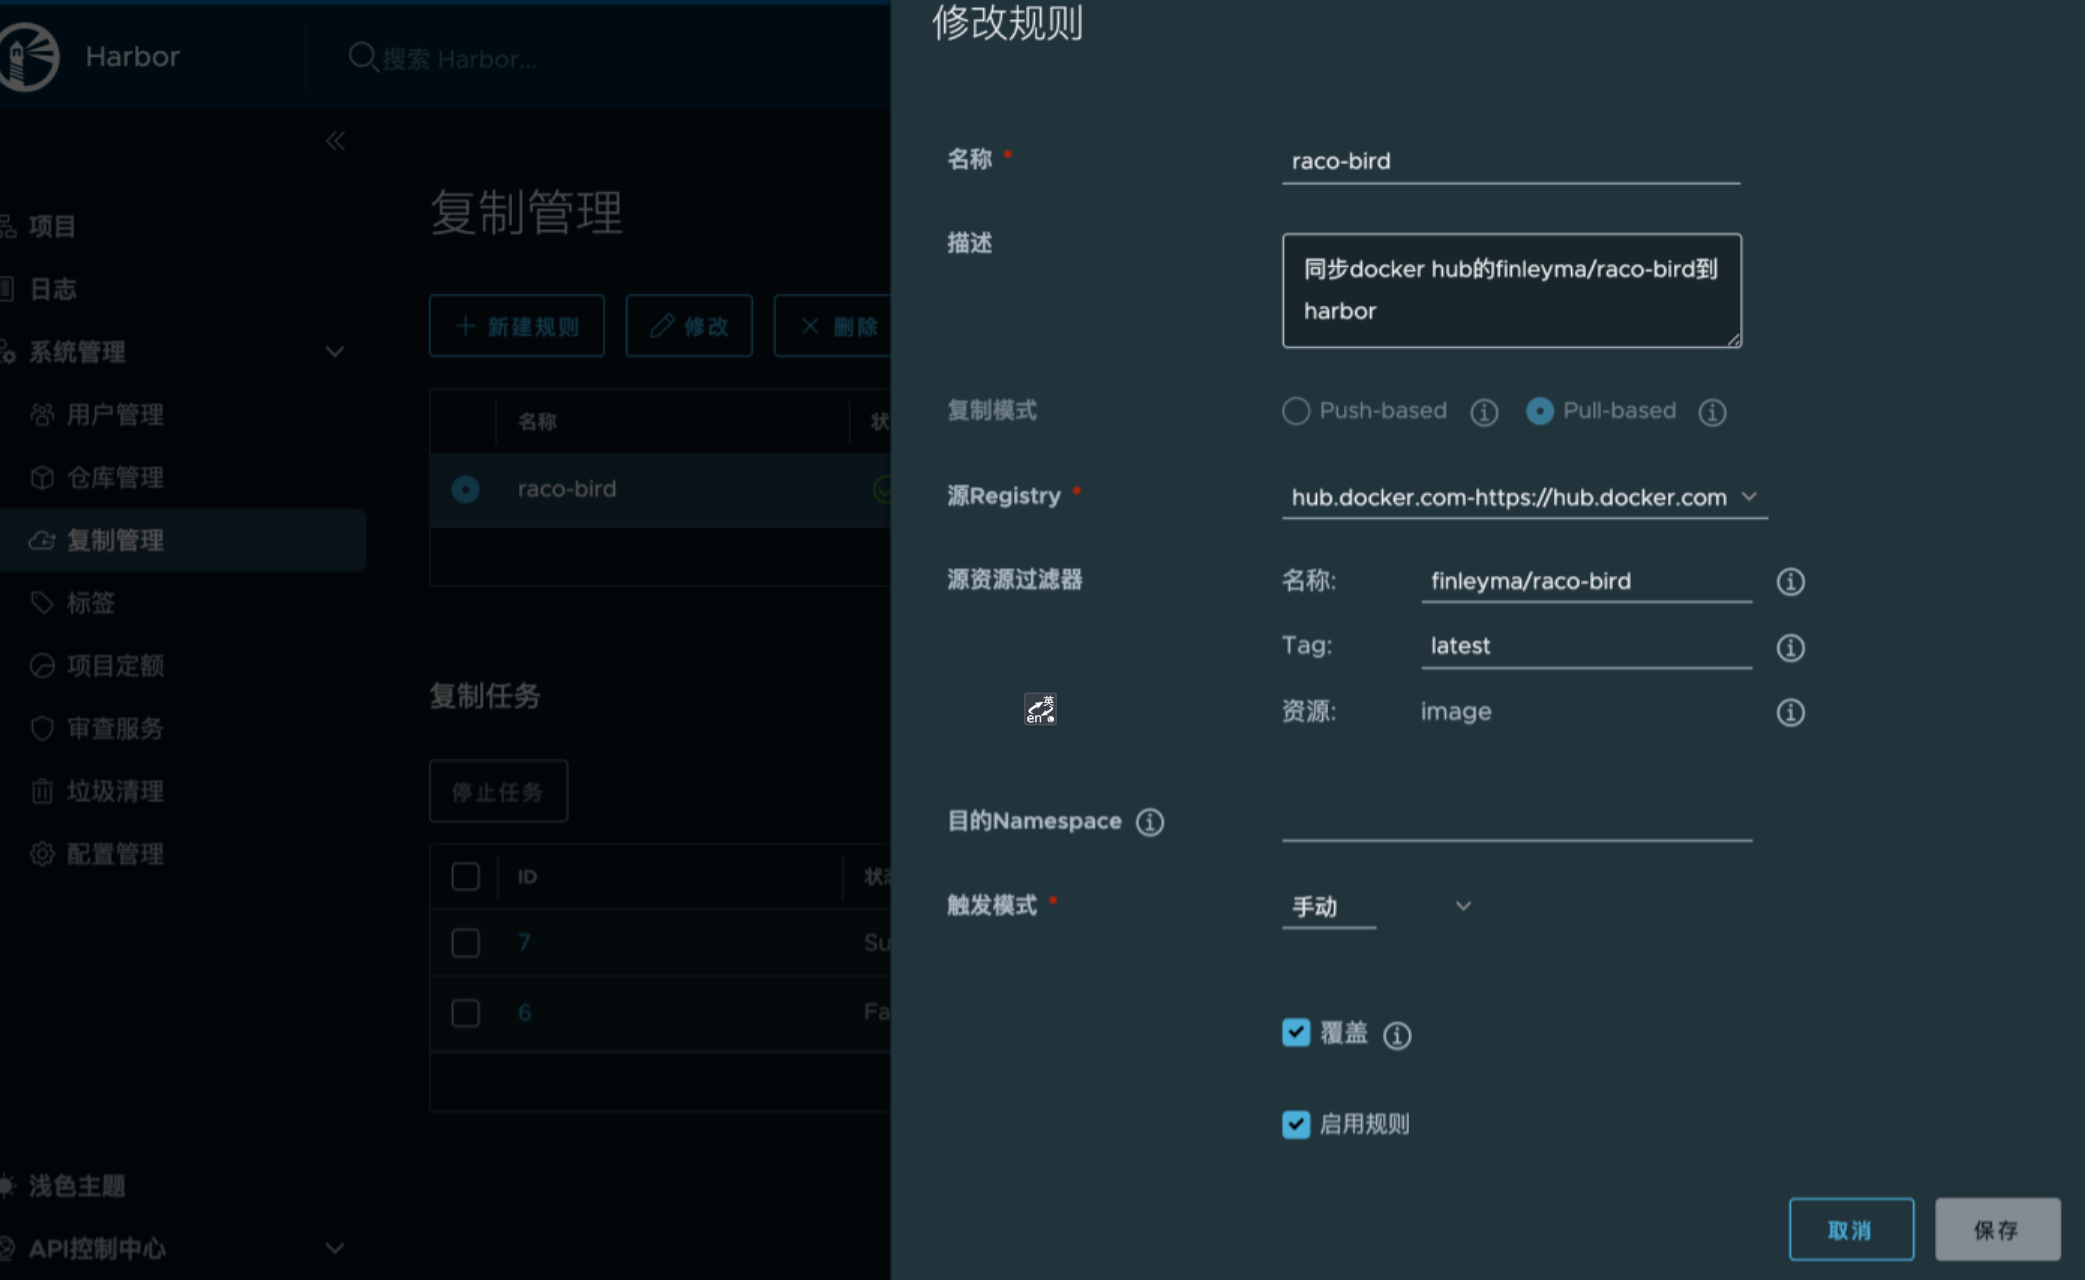 Harbor
搜索 Harbor...
项目
日志
系统管理
用户管理
仓库管理
复制管理
标签
项目定额
审查服务
垃圾清理
配置管理
浅色主题
API控制中心
复制管理
新建规则
修改
删除
名称
状
raco-bird
复制任务
停止任务
ID
状态
7
Su
6
Fa
修改规则
名称 *
raco-bird
描述
同步docker hub的finleyma/raco-bird到
harbor
复制模式
Push-based
Pull-based
源Registry *
hub.docker.com-https://hub.docker.com
源资源过滤器
名称:
finleyma/raco-bird
Tag:
latest
资源:
image
英
en
目的Namespace
触发模式 *
手动
覆盖
启用规则
取消
保存